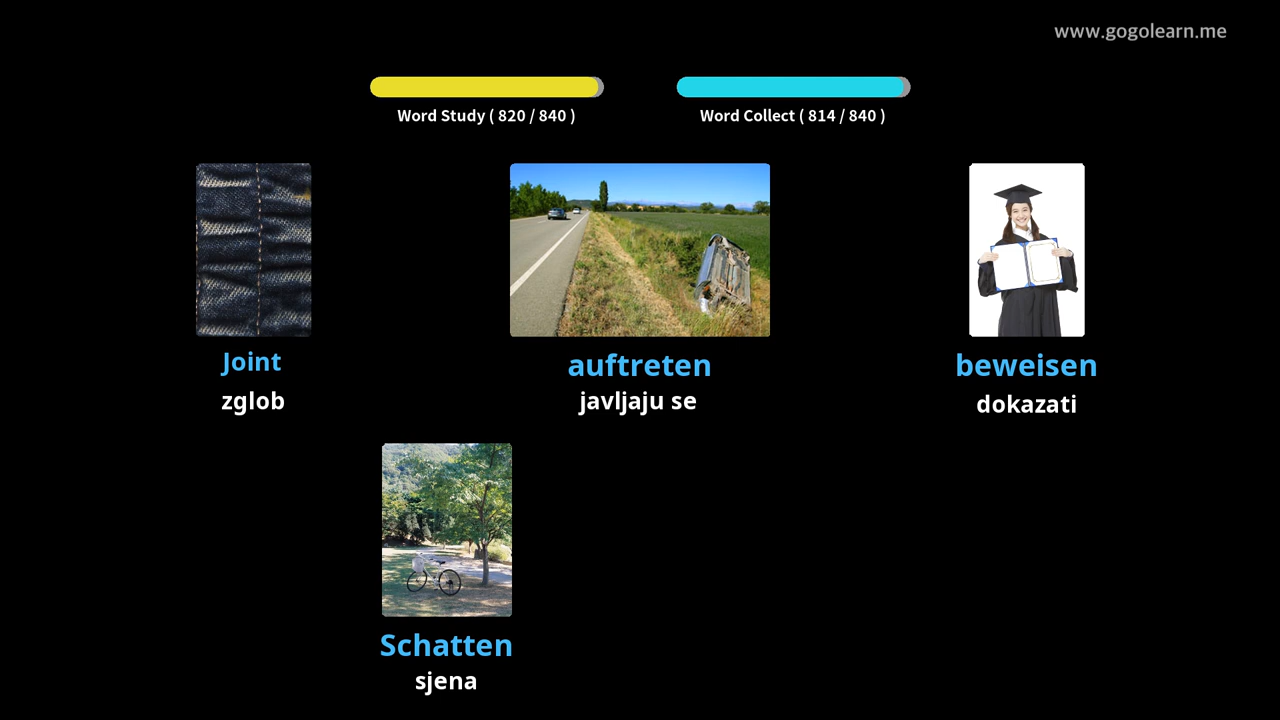 www.gogolearn.me
Word Study ( 820 / 840 )
Word Collect ( 814 / 840 )
Joint
zglob
auftreten
javljaju se
beweisen
dokazati
Schatten
sjena